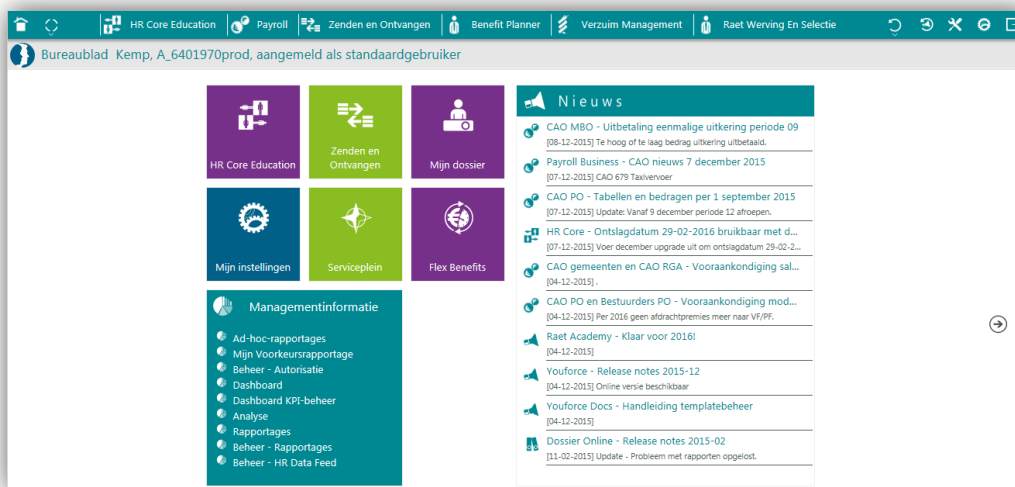 HR Core Education Payroll Zenden en Ontvangen Benefit Planner Verzuim Management Raet Werving En Selectie
Bureaublad Kemp, A_6401970prod, aangemeld als standaardgebruiker
HR Core Education
Zenden en
Ontvangen
Mijn dossier
Mijn instellingen
Serviceplein
Flex Benefits
Managementinformatie
Ad-hoc-rapportages
Mijn Voorkeursrapportage
Beheer - Autorisatie
Dashboard
Dashboard KPI-beheer
Analyse
Rapportages
Beheer - Rapportages
Beheer - HR Data Feed
Nieuws
CAO MBO - Uitbetaling eenmalige uitkering periode 09
[08-12-2015] Te hoog of te laag bedrag uitkering uitbetaald.
Payroll Business - CAO nieuws 7 december 2015
[07-12-2015] CAO 679 Taxivervoer
CAO PO - Tabellen en bedragen per 1 september 2015
[07-12-2015] Update: Vanaf 9 december periode 12 afroepen.
HR Core - Ontslagdatum 29-02-2016 bruikbaar met d...
[07-12-2015] Voer december upgrade uit om ontslagdatum 29-02-2...
CAO gemeenten en CAO RGA - Vooraankondiging sal...
[04-12-2015] .
CAO PO en Bestuurders PO - Vooraankondiging mod...
[04-12-2015] Per 2016 geen afdrachtpremies meer naar VF/PF.
Raet Academy - Klaar voor 2016!
[04-12-2015]
Youforce - Release notes 2015-12
[04-12-2015] Online versie beschikbaar
Youforce Docs - Handleiding templatebeheer
[04-12-2015]
Dossier Online - Release notes 2015-02
[11-02-2015] Update - Probleem met rapporten opgelost.